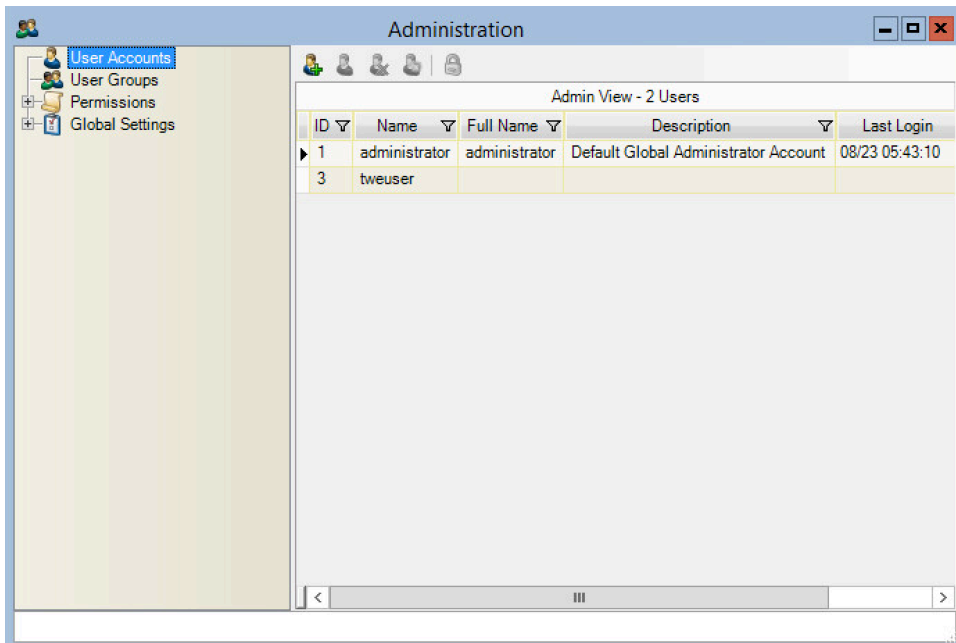 Administration
User Accounts
User Groups
Permissions
Global Settings
Admin View - 2 Users
ID Name Full Name Description Last Login
1 administrator administrator Default Global Administrator Account 08/23 05:43:10
3 tweuser